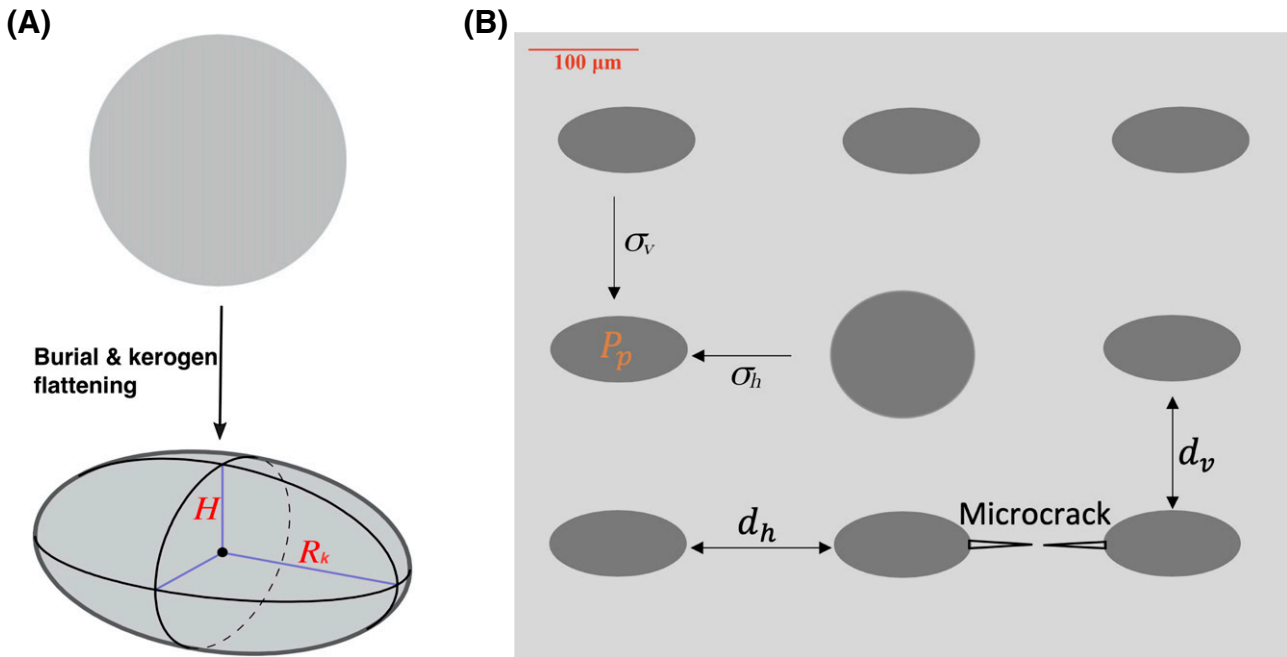 (A)
Burial & kerogen
flattening
H
Rk
(B)
100 μm
σv
Pp
σh
dv
dh
Microcrack